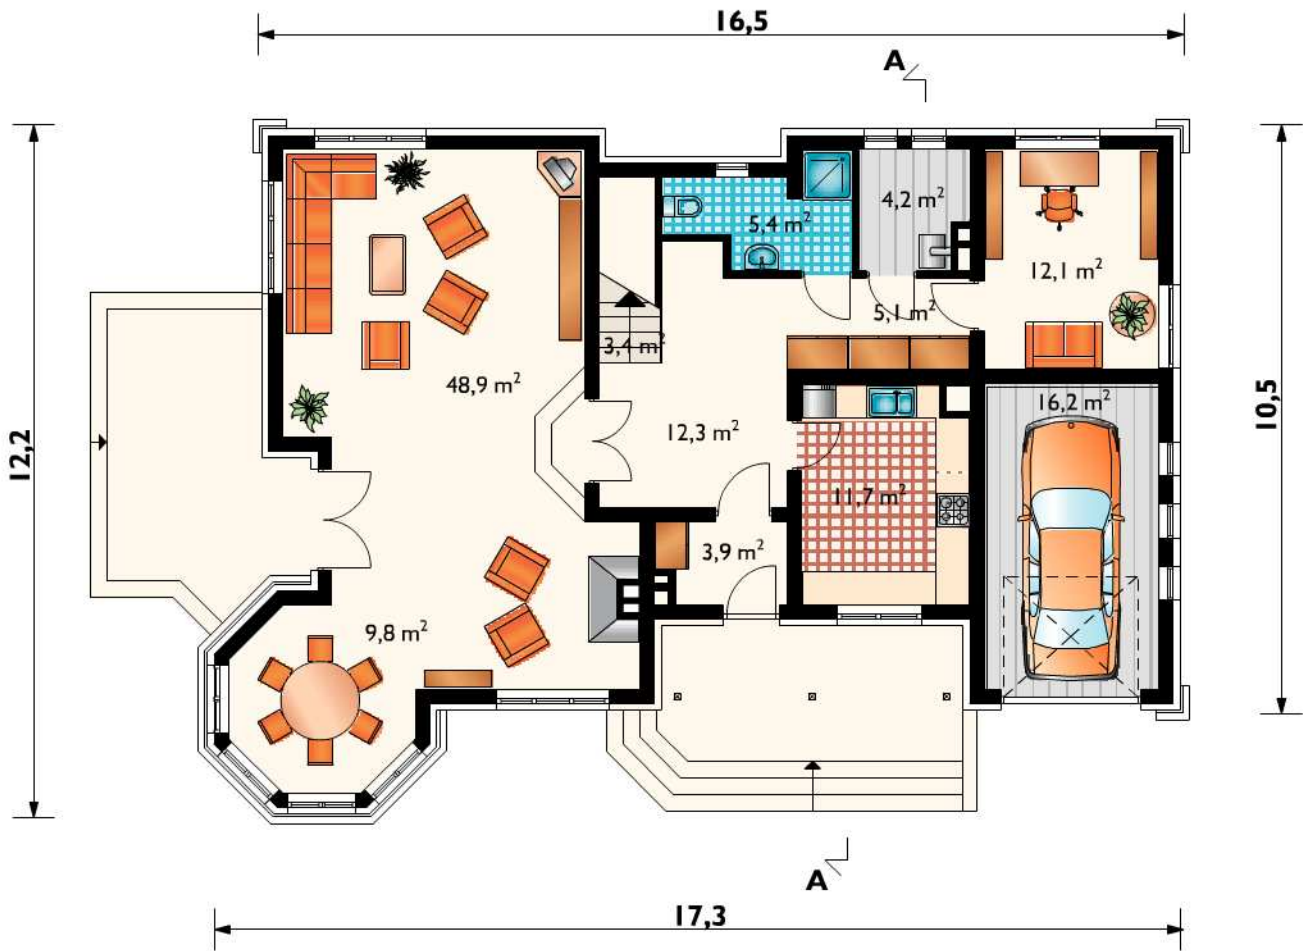 16,5
A
12,2
10,5
4,2 m²
5,4 m²
12,1 m²
5,1 m²
3,4 m²
48,9 m²
16,2 m²
12,3 m²
11,7 m²
3,9 m²
9,8 m²
A
17,3